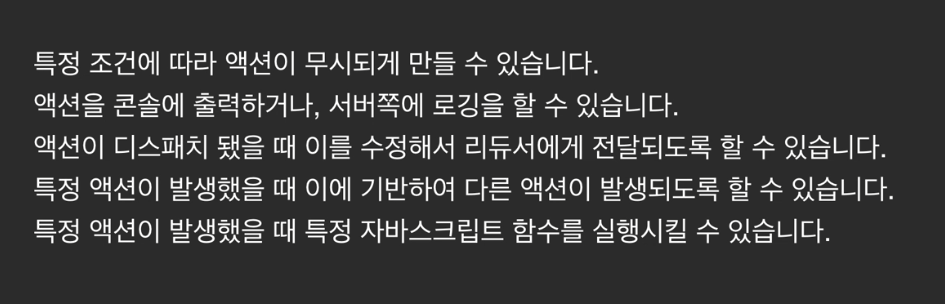 특정 조건에 따라 액션이 무시되게 만들 수 있습니다.
액션을 콘솔에 출력하거나, 서버쪽에 로깅을 할 수 있습니다.
액션이 디스패치 됐을 때 이를 수정해서 리듀서에게 전달되도록 할 수 있습니다.
특정 액션이 발생했을 때 이에 기반하여 다른 액션이 발생되도록 할 수 있습니다.
특정 액션이 발생했을 때 특정 자바스크립트 함수를 실행시킬 수 있습니다.